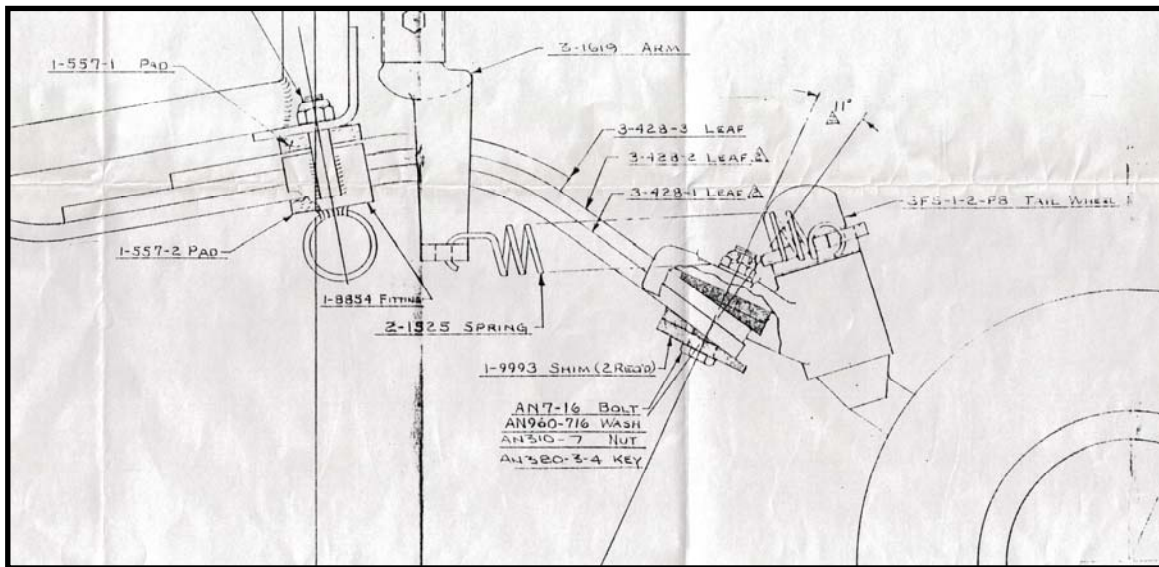 3-1619 ARM
1-557-1 PAD
11°
3-428-3 LEAF
3-428-2 LEAF 2
3-428-1 LEAF
3FS-1-2-P8 TAIL WHEEL
1-557-2 PAD
1-8854 FITTING
2-1325 SPRING
1-9993 SHIM (2 REQ'D)
AN7-16 BOLT
AN960-716 WASH
AN310-7 NUT
AN380-3-4 KEY